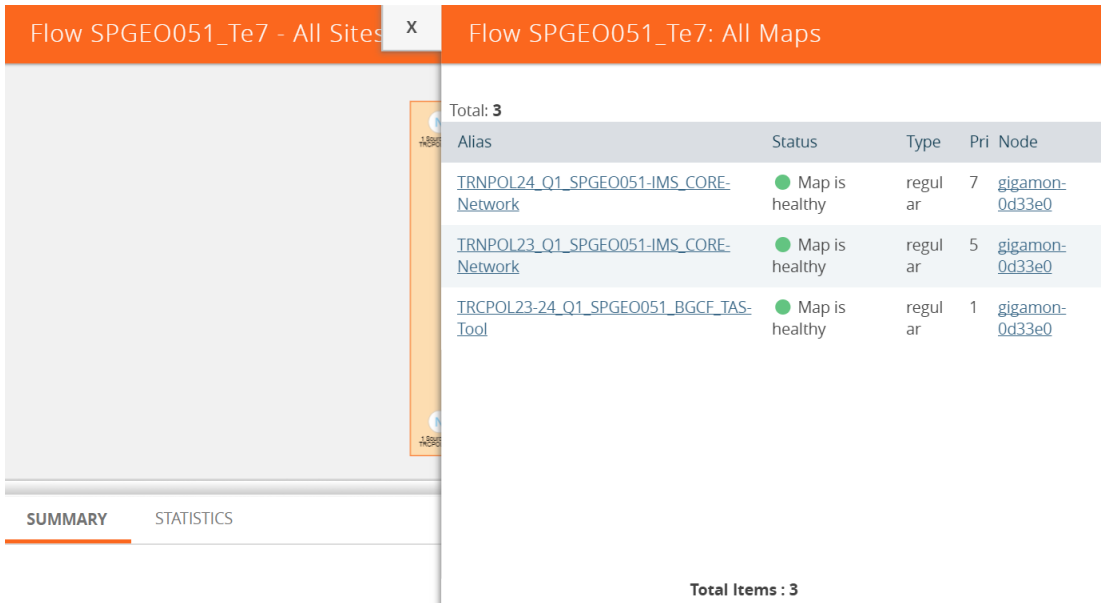 Flow SPGEO051_Te7 - All Sites
X
Flow SPGEO051_Te7: All Maps
Total: 3
Alias Status Type Pri Node
TRNPOL24_Q1_SPGEO051-IMS_CORE- Map is regul 7 gigamon-
Network healthy ar 0d33e0
TRNPOL23_Q1_SPGEO051-IMS_CORE- Map is regul 5 gigamon-
Network healthy ar 0d33e0
TRCPOL23-24_Q1_SPGEO051_BGCF_TAS- Map is regul 1 gigamon-
Tool healthy ar 0d33e0
SUMMARY STATISTICS
Total Items : 3